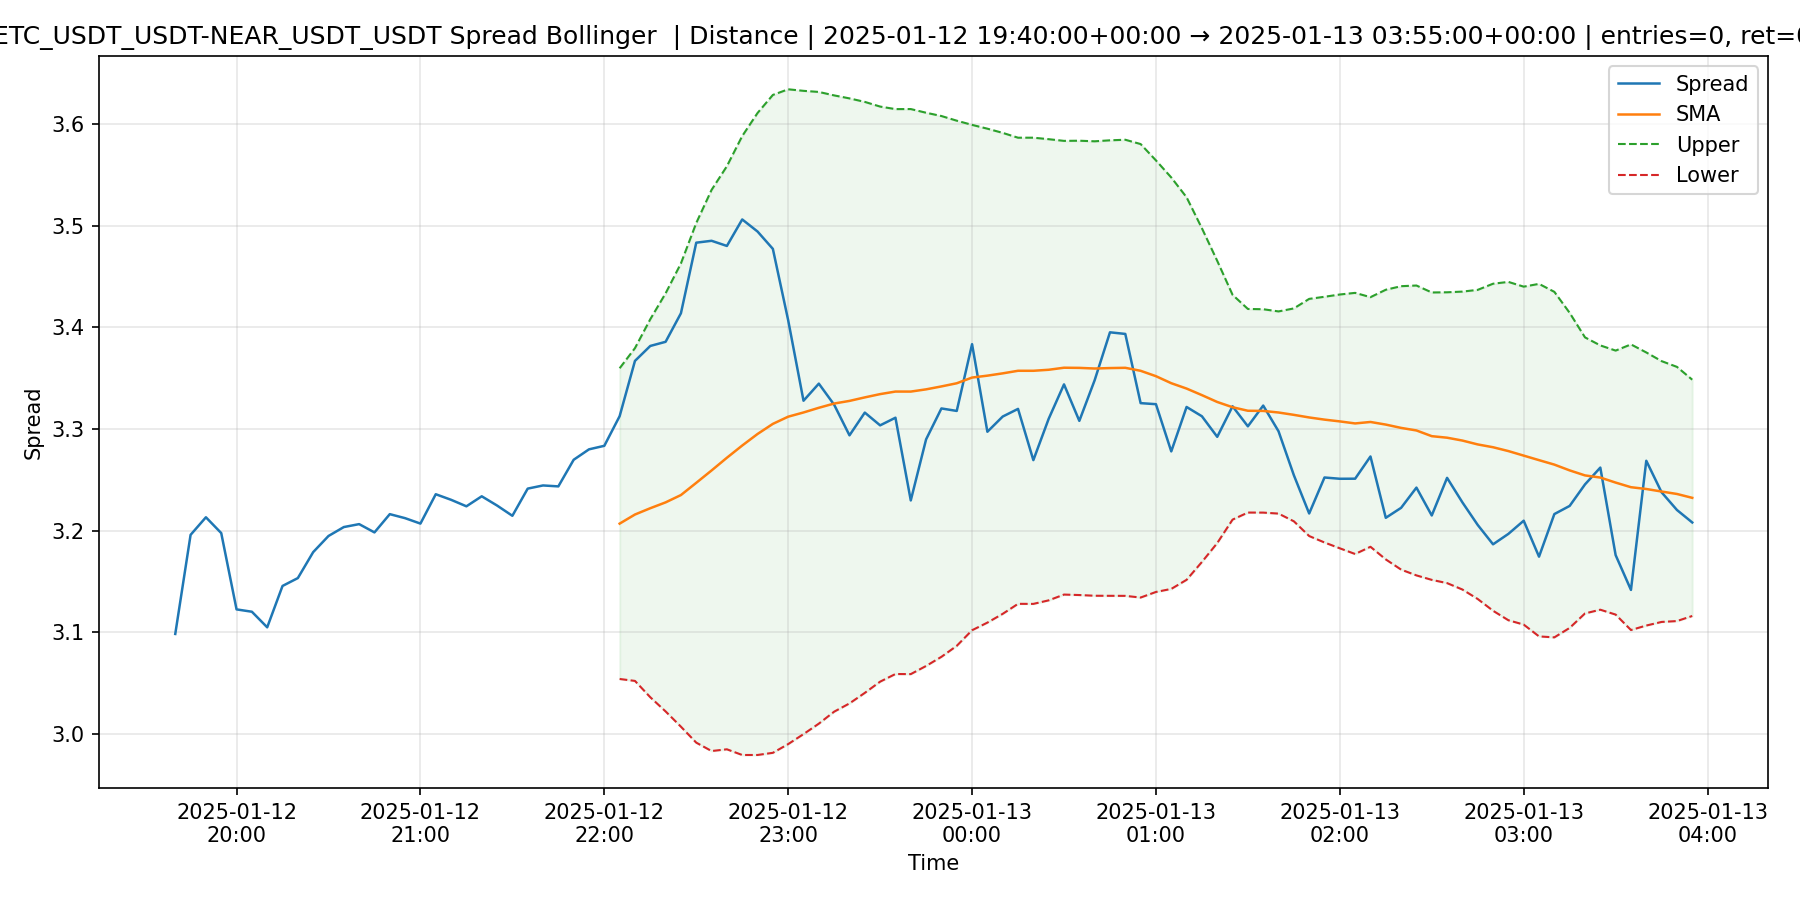 ETC_USDT_USDT-NEAR_USDT_USDT Spread Bollinger | Distance | 2025-01-12 19:40:00+00:00 → 2025-01-13 03:55:00+00:00 | entries=0, ret=0
Spread
SMA
Upper
Lower
3.6
3.5
3.4
3.3
3.2
3.1
3.0
Spread
2025-01-12 2025-01-12 2025-01-12 2025-01-12 2025-01-13 2025-01-13 2025-01-13 2025-01-13 2025-01-13
20:00 21:00 22:00 23:00 00:00 01:00 02:00 03:00 04:00
Time